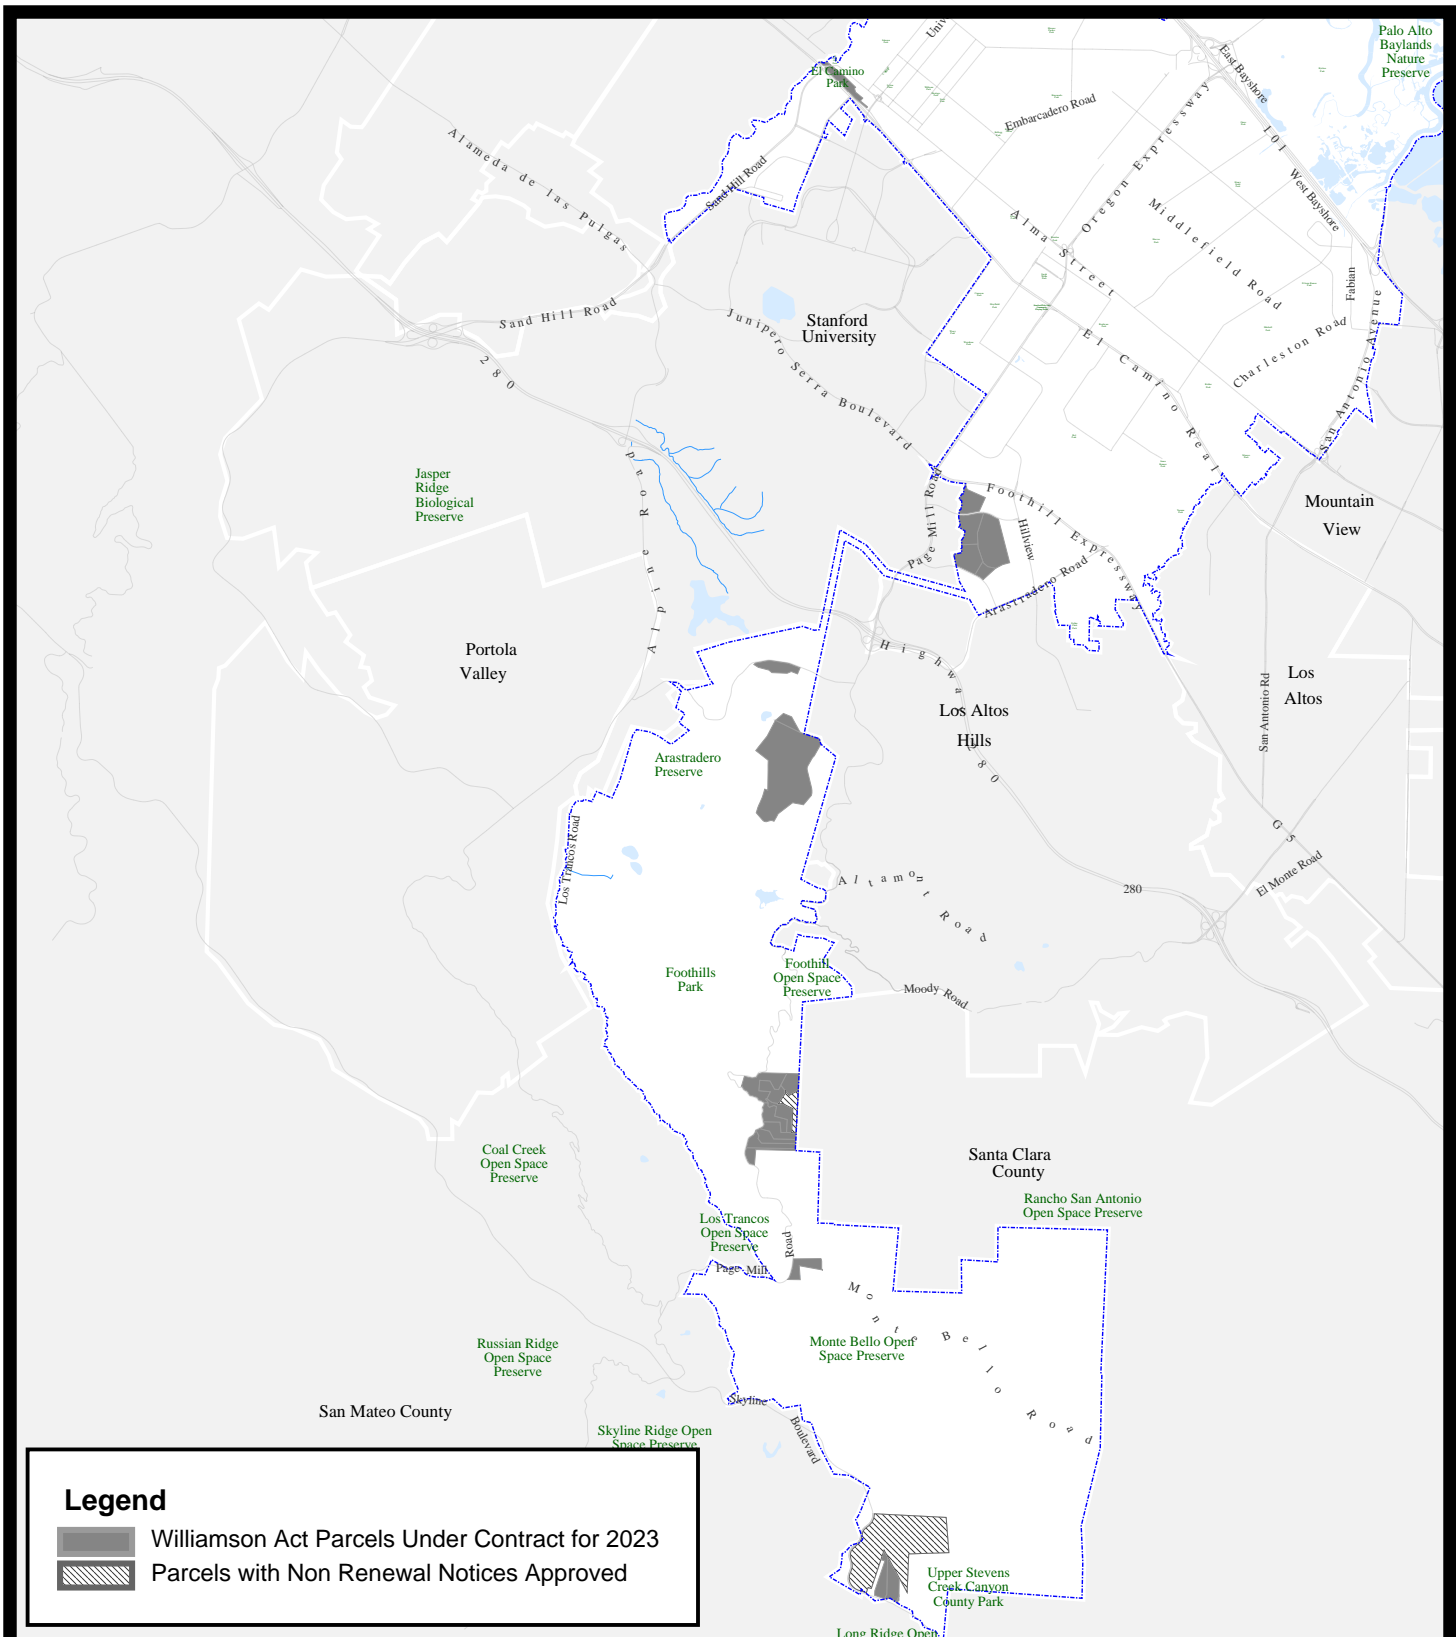 Palo Alto
Baylands
Nature
Preserve
El Camino
Park
East Bayshore
Embarcadero Road
Oregon Expressway
101
West Bayshore
Alameda de las Pulgas
Sand Hill Road
Alma Street
Middlefield Road
Fabian
Sand Hill Road
Junipero Serra Boulevard
Stanford
University
El Camino Real
Charleston Road
San Antonio Avenue
280
Jasper
Ridge
Biological
Preserve
Alpine Road
Page Mill Road
Foothill Expressway
Hillview
Arastradero Road
Mountain
View
Portola
Valley
Highway 280
Los Altos
Hills
San Antonio Rd
Los
Altos
Arastradero
Preserve
Los Trancos Road
G5
El Monte Road
Altamont Road
280
Foothills
Park
Foothill
Open Space
Preserve
Moody Road
Coal Creek
Open Space
Preserve
Santa Clara
County
Rancho San Antonio
Open Space Preserve
Los Trancos
Open Space
Preserve
Page Mill Road
Monte Bello Road
Monte Bello Open
Space Preserve
Russian Ridge
Open Space
Preserve
San Mateo County
Skyline Boulevard
Skyline Ridge Open
Space Preserve
Upper Stevens
Creek Canyon
County Park
Long Ridge Open
Legend
Williamson Act Parcels Under Contract for 2023
Parcels with Non Renewal Notices Approved